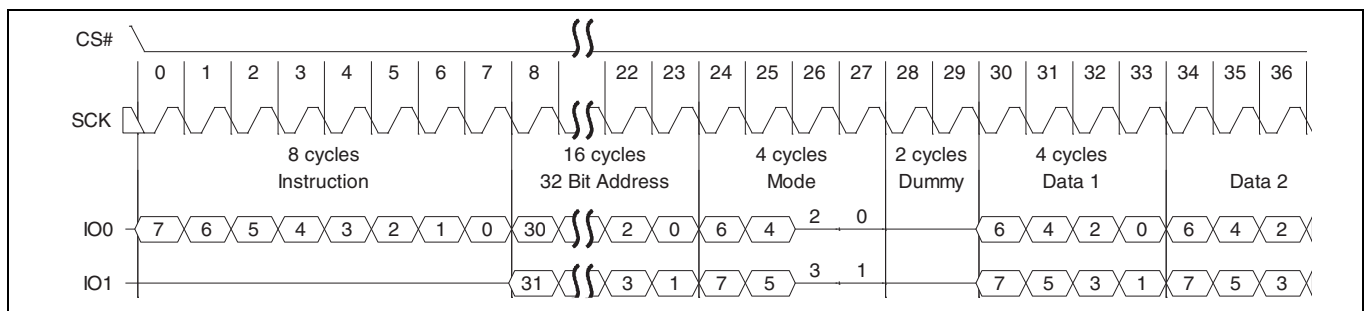 CS#
0 1 2 3 4 5 6 7 8 22 23 24 25 26 27 28 29 30 31 32 33 34 35 36
SCK
8 cycles 16 cycles 4 cycles 2 cycles 4 cycles
Instruction 32 Bit Address Mode Dummy Data 1 Data 2
IO0 7 6 5 4 3 2 1 0 30 2 0 6 4 2 0 6 4 2 0 6 4 2
IO1 31 3 1 7 5 3 1 7 5 3 1 7 5 3